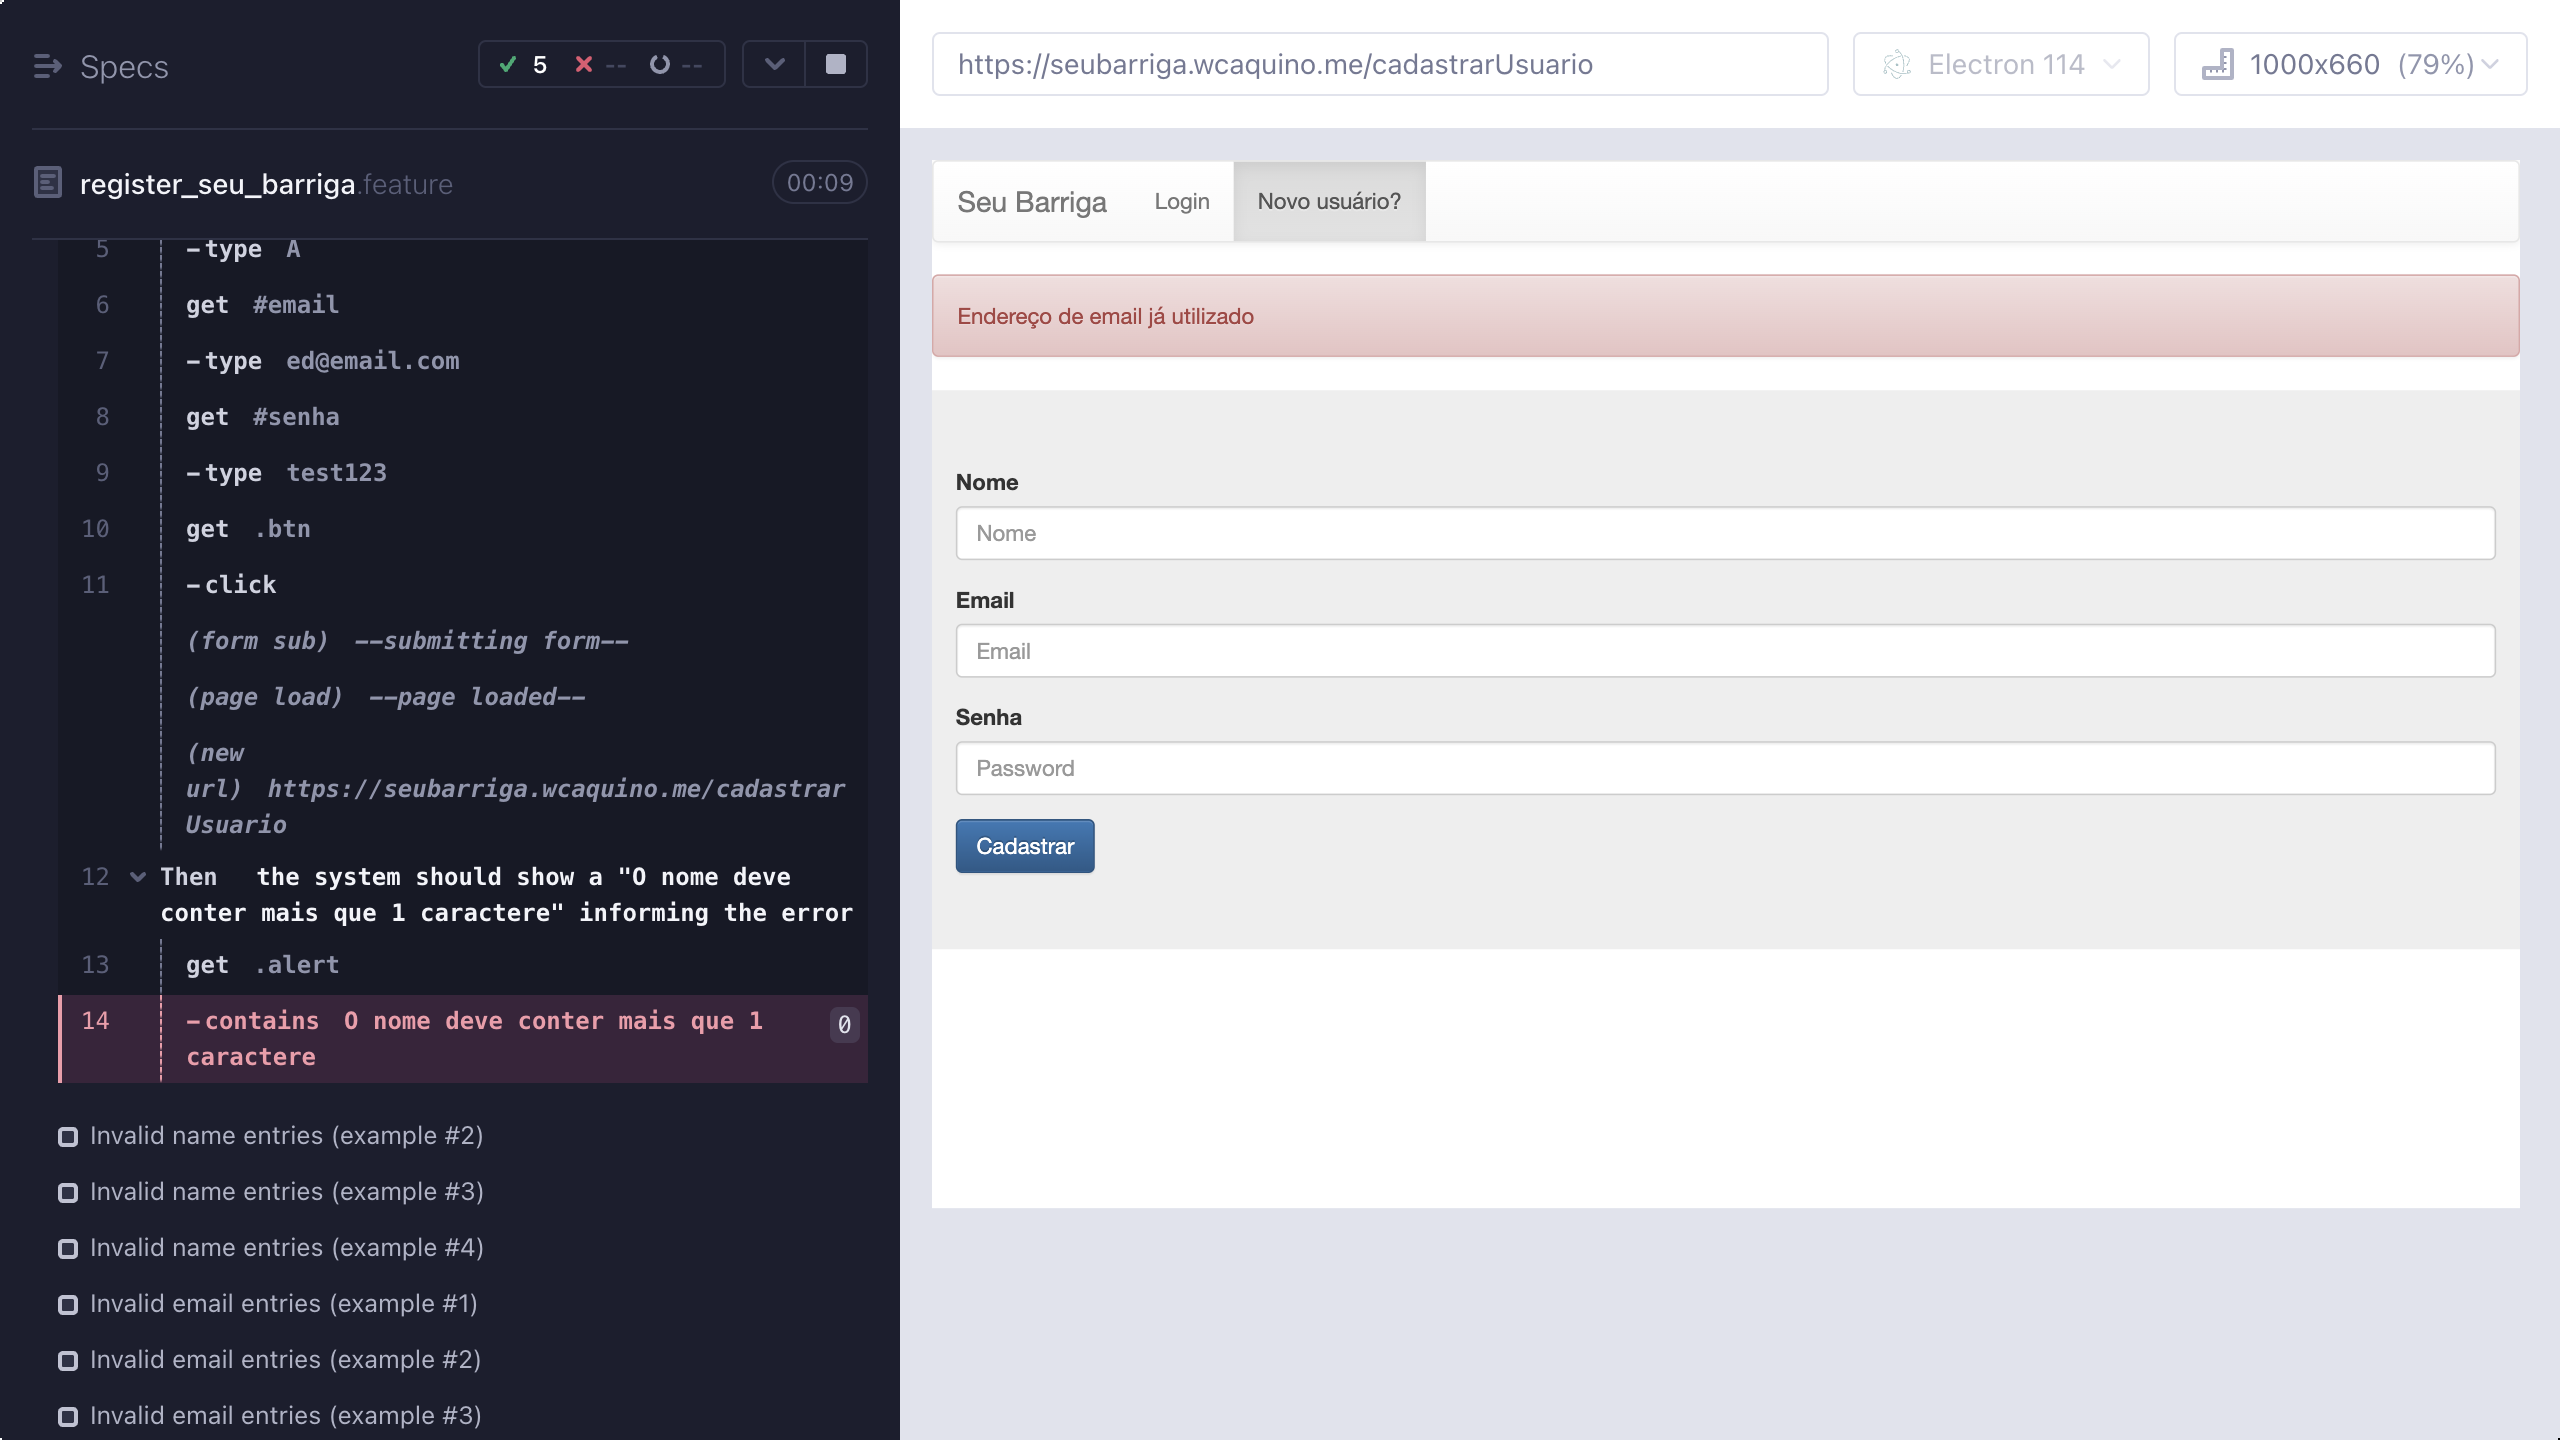 Specs
5 -- --
register_seu_barriga.feature 00:09
5 -type A
6 get #email
7 -type ed@email.com
8 get #senha
9 -type test123
10 get .btn
11 -click
(form sub) --submitting form--
(page load) --page loaded--
(new
url) https://seubarriga.wcaquino.me/cadastrar
Usuario
12 Then the system should show a "O nome deve
conter mais que 1 caractere" informing the error
13 get .alert
14 -contains O nome deve conter mais que 1 0
caractere
Invalid name entries (example #2)
Invalid name entries (example #3)
Invalid name entries (example #4)
Invalid email entries (example #1)
Invalid email entries (example #2)
Invalid email entries (example #3)
https://seubarriga.wcaquino.me/cadastrarUsuario
Electron 114
1000x660 (79%)
Seu Barriga Login Novo usuário?
Endereço de email já utilizado
Nome
Nome
Email
Email
Senha
Password
Cadastrar